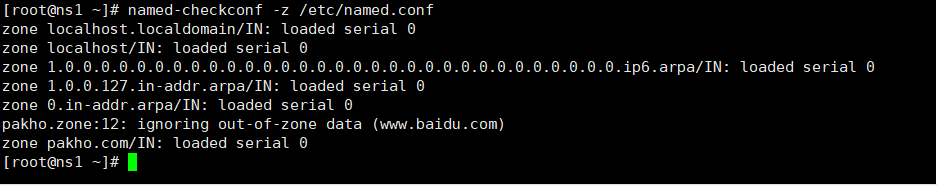 [root@ns1 ~]# named-checkconf -z /etc/named.conf
zone localhost.localdomain/IN: loaded serial 0
zone localhost/IN: loaded serial 0
zone 1.0.0.0.0.0.0.0.0.0.0.0.0.0.0.0.0.0.0.0.0.0.0.0.0.0.0.0.0.0.0.0.ip6.arpa/IN: loaded serial 0
zone 1.0.0.127.in-addr.arpa/IN: loaded serial 0
zone 0.in-addr.arpa/IN: loaded serial 0
pakho.zone:12: ignoring out-of-zone data (www.baidu.com)
zone pakho.com/IN: loaded serial 0
[root@ns1 ~]#